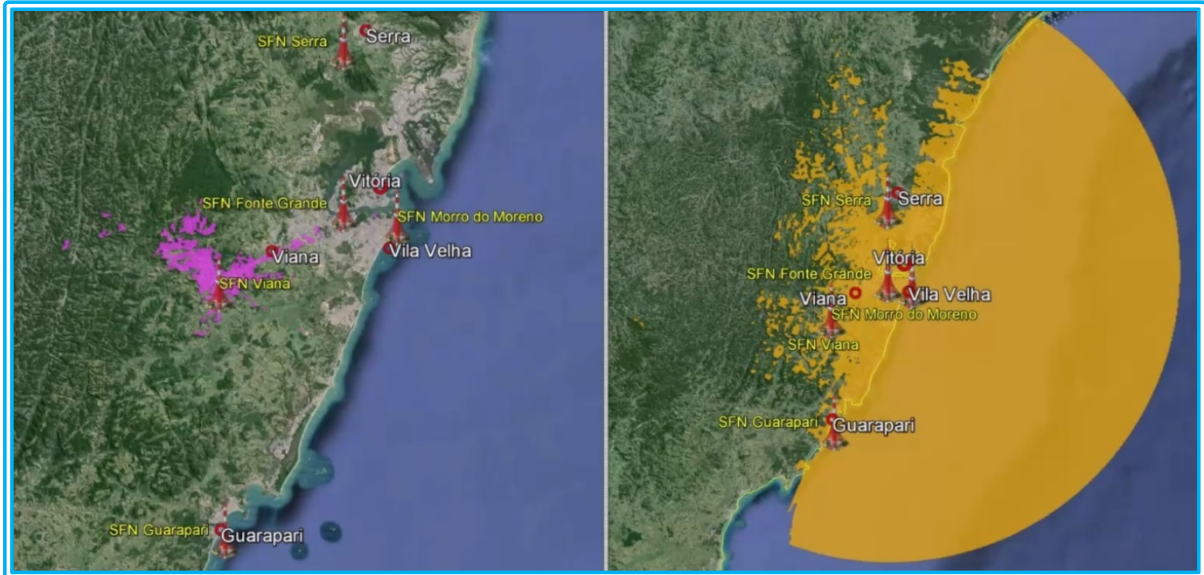 SFN Serra
Serra
Vitória
SFN Fonte Grande
SFN Morro do Moreno
Viana
Vila Velha
SFN Viana
SFN Guarapari
Guarapari
SFN Serra
Serra
Vitória
SFN Fonte Grande
Viana
Vila Velha
SFN Morro do Moreno
SFN Viana
SFN Guarapari
Guarapari